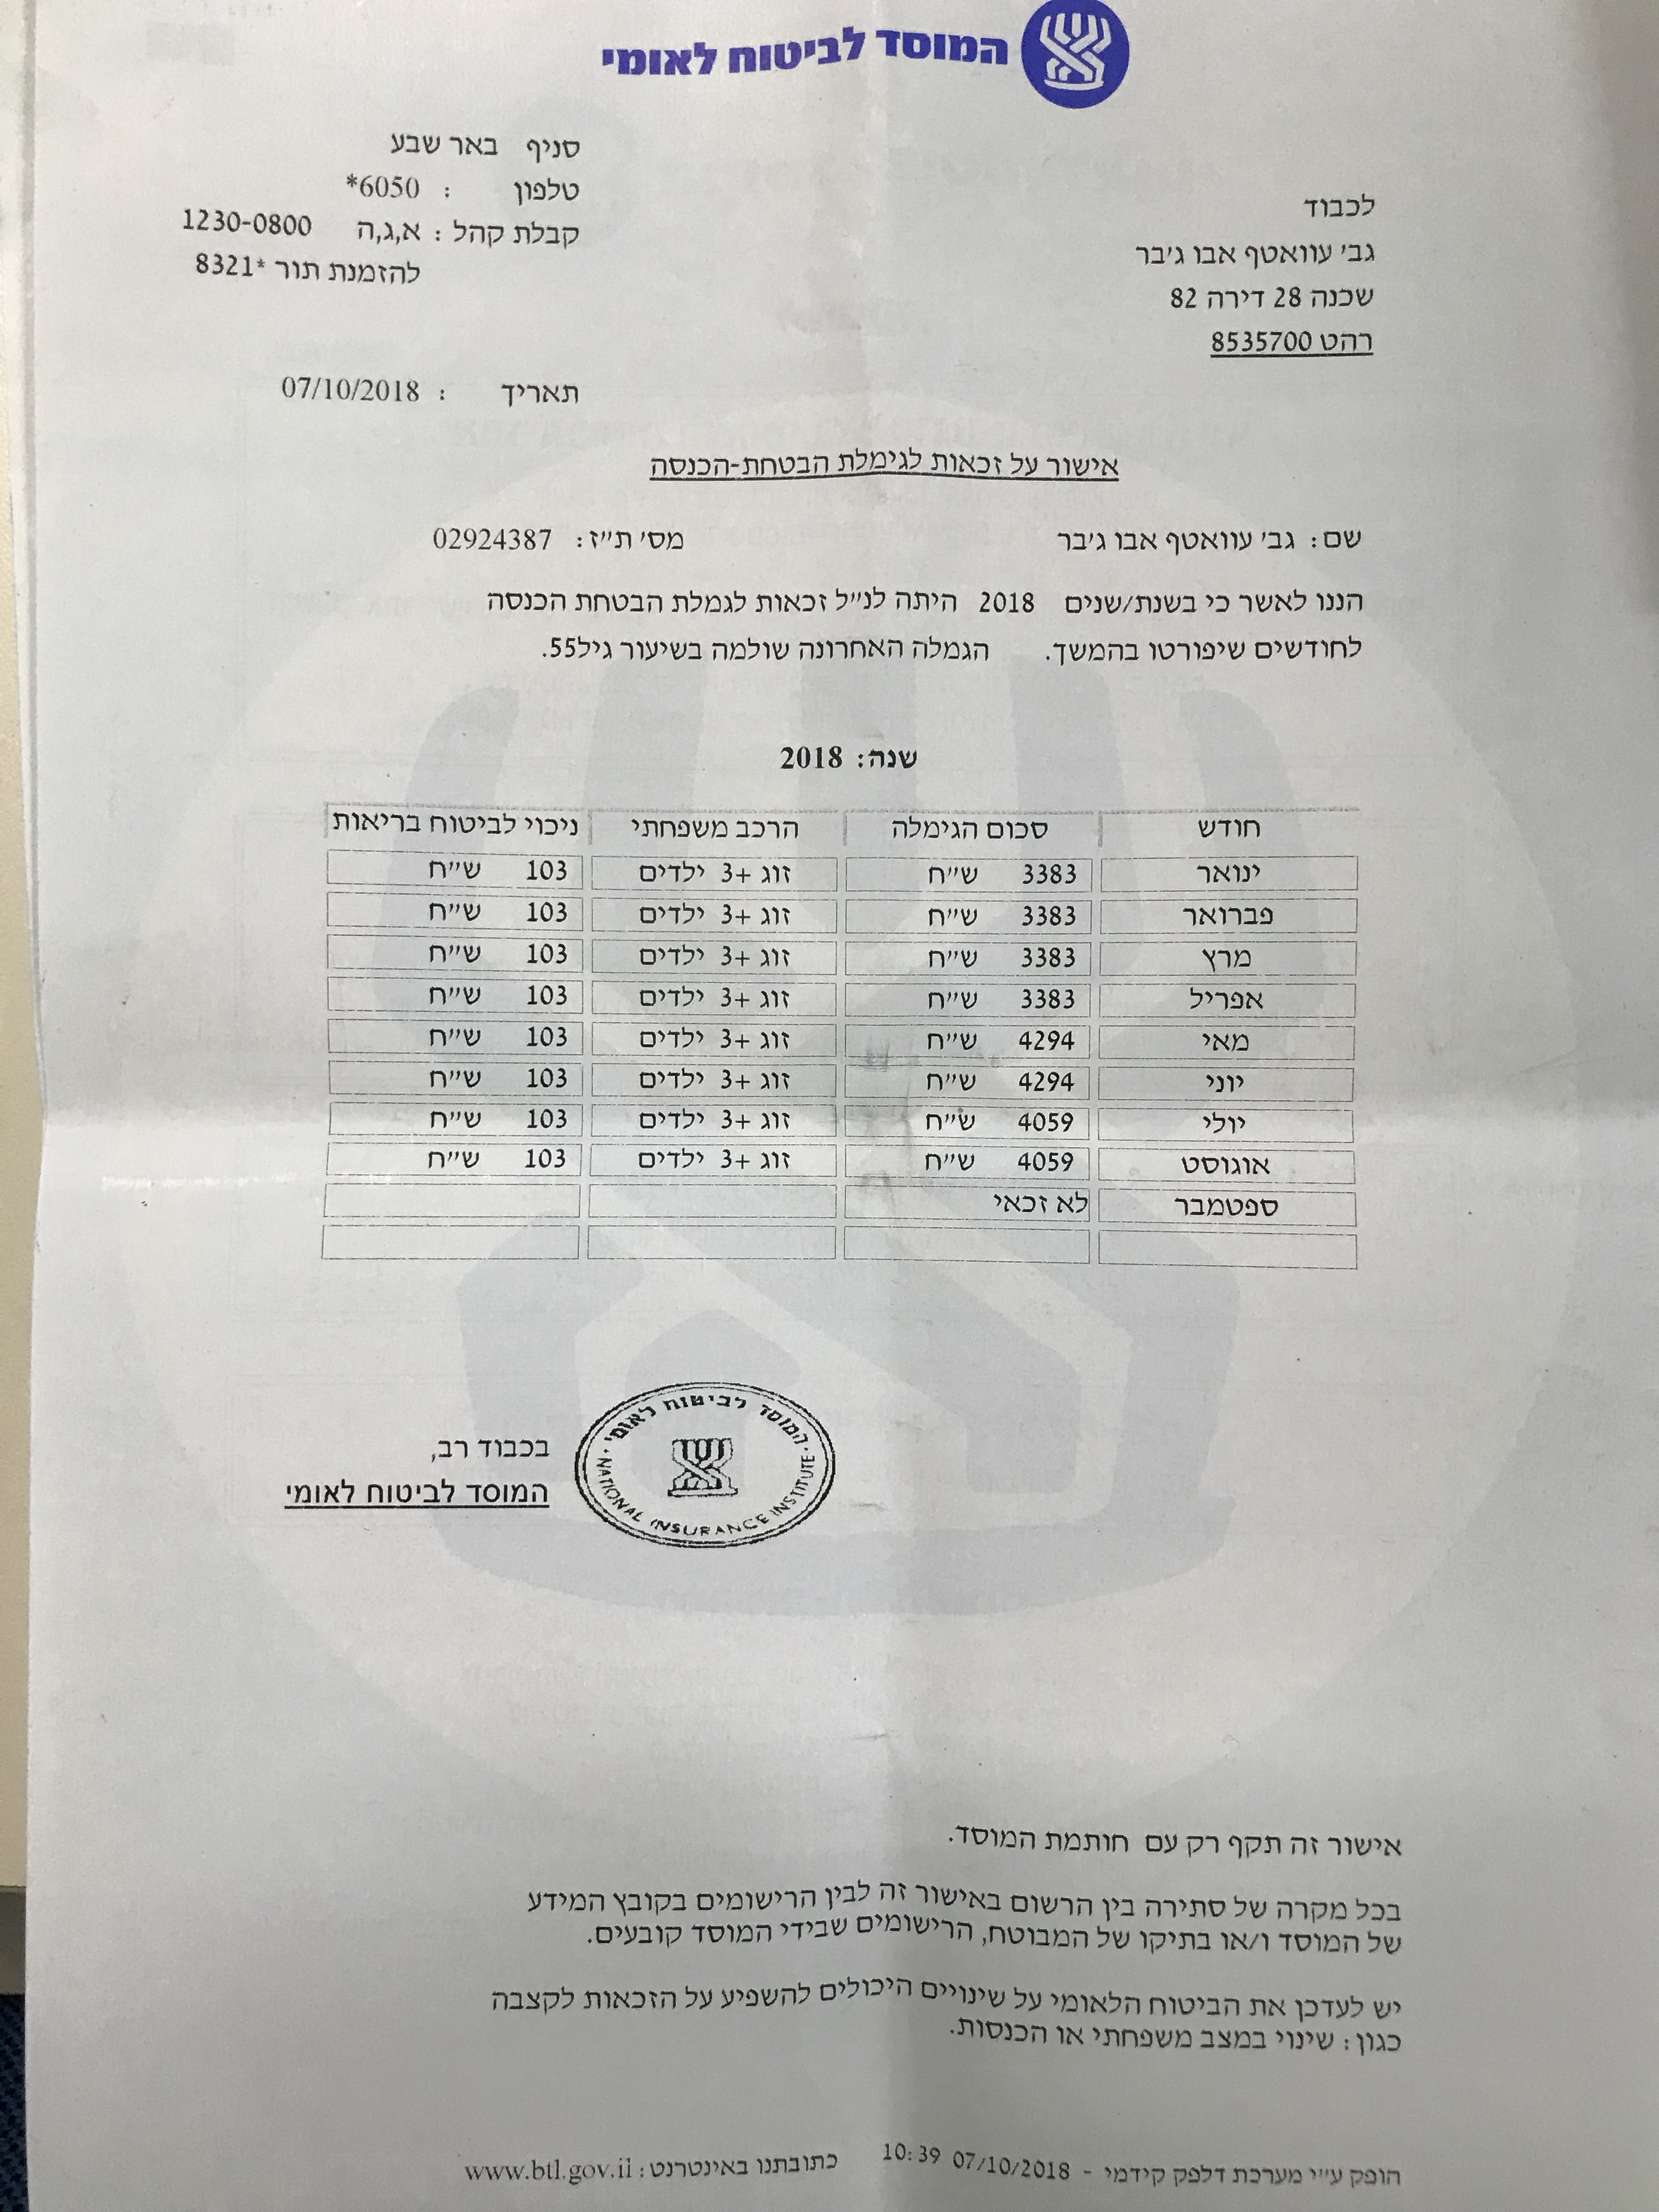 המוסד לביטוח לאומי
סניף באר שבע
טלפון : 6050*
קבלת קהל : א,ג,ה 1230-0800
להזמנת תור *8321
לכבוד
גב' עוואטף אבו ג'בר
שכנה 28 דירה 82
רהט 8535700
תאריך : 07/10/2018
אישור על זכאות לגימלת הבטחת-הכנסה
שם: גב' עוואטף אבו ג'בר מס' ת"ז: 02924387
הננו לאשר כי בשנת/שנים 2018 היתה לנ"ל זכאות לגמלת הבטחת הכנסה
לחודשים שיפורטו בהמשך. הגמלה האחרונה שולמה בשיעור גיל55.
שנה: 2018
חודש סכום הגימלה הרכב משפחתי ניכוי לביטוח בריאות
ינואר 3383 ש"ח זוג +3 ילדים 103 ש"ח
פברואר 3383 ש"ח זוג +3 ילדים 103 ש"ח
מרץ 3383 ש"ח זוג +3 ילדים 103 ש"ח
אפריל 3383 ש"ח זוג +3 ילדים 103 ש"ח
מאי 4294 ש"ח זוג +3 ילדים 103 ש"ח
יוני 4294 ש"ח זוג +3 ילדים 103 ש"ח
יולי 4059 ש"ח זוג +3 ילדים 103 ש"ח
אוגוסט 4059 ש"ח זוג +3 ילדים 103 ש"ח
ספטמבר לא זכאי
המוסד לביטוח לאומי
NATIONAL INSURANCE INSTITUTE
בכבוד רב,
המוסד לביטוח לאומי
אישור זה תקף רק עם חותמת המוסד.
בכל מקרה של סתירה בין הרשום באישור זה לבין הרישומים בקובץ המידע
של המוסד ו/או בתיקו של המבוטח, הרישומים שבידי המוסד קובעים.
יש לעדכן את הביטוח הלאומי על שינויים היכולים להשפיע על הזכאות לקצבה
כגון: שינוי במצב משפחתי או הכנסות.
הופק ע"י מערכת דלפק קידמי - 07/10/2018 10:39 כתובתנו באינטרנט: www.btl.gov.il